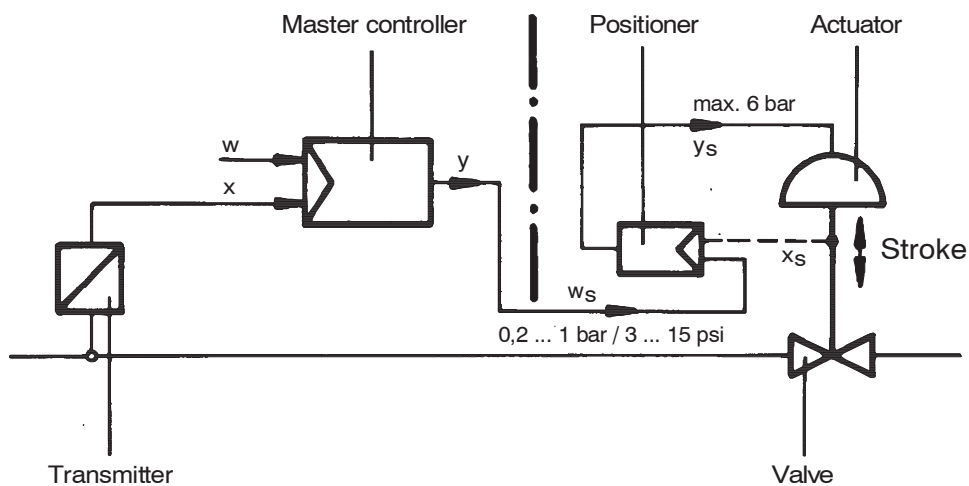 Master controller
Positioner
Actuator
max. 6 bar
ys
w
y
x
xs
Stroke
ws
0,2 ... 1 bar / 3 ... 15 psi
Transmitter
Valve